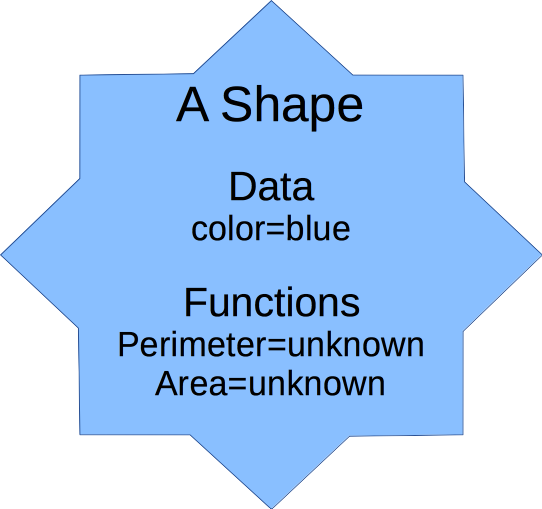 A Shape
Data
color=blue
Functions
Perimeter=unknown
Area=unknown